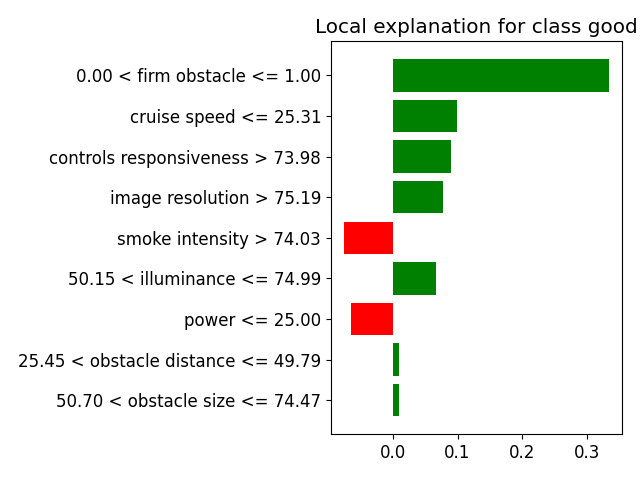 Local explanation for class good
0.00 < firm obstacle <= 1.00
cruise speed <= 25.31
controls responsiveness > 73.98
image resolution > 75.19
smoke intensity > 74.03
50.15 < illuminance <= 74.99
power <= 25.00
25.45 < obstacle distance <= 49.79
50.70 < obstacle size <= 74.47
0.0 0.1 0.2 0.3